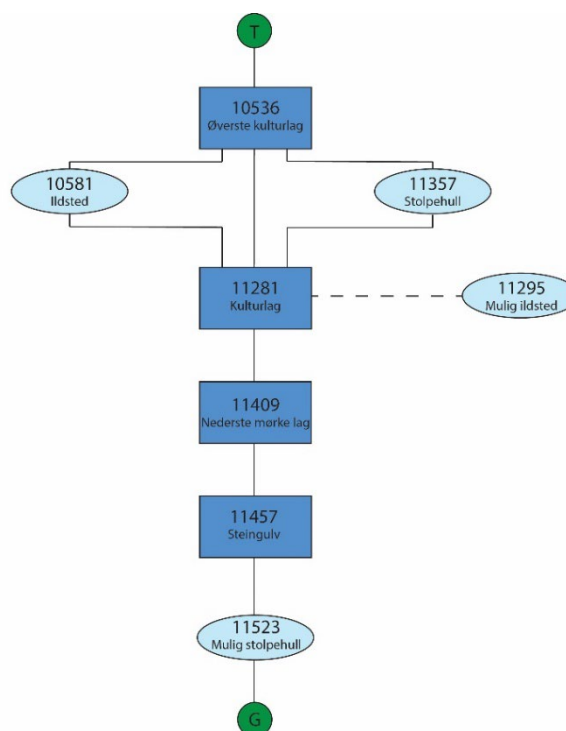 T
10536
Øverste kulturlag
10581
Ildsted
11357
Stolpehull
11281
Kulturlag
11295
Mulig ildsted
11409
Nederste mørke lag
11457
Steingulv
11523
Mulig stolpehull
G